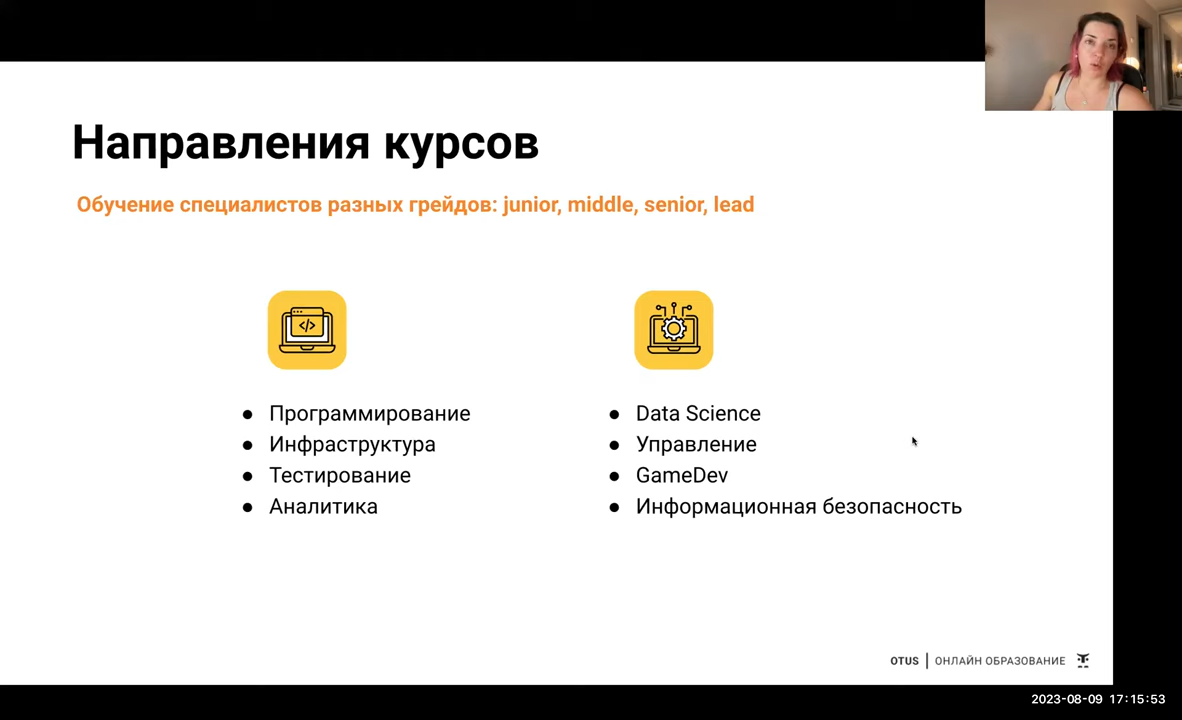 Направления курсов
Обучение специалистов разных грейдов: junior, middle, senior, lead
</>
● Программирование
● Инфраструктура
● Тестирование
● Аналитика
● Data Science
● Управление
● GameDev
● Информационная безопасность
OTUS | ОНЛАЙН ОБРАЗОВАНИЕ
2023-08-09 17:15:53